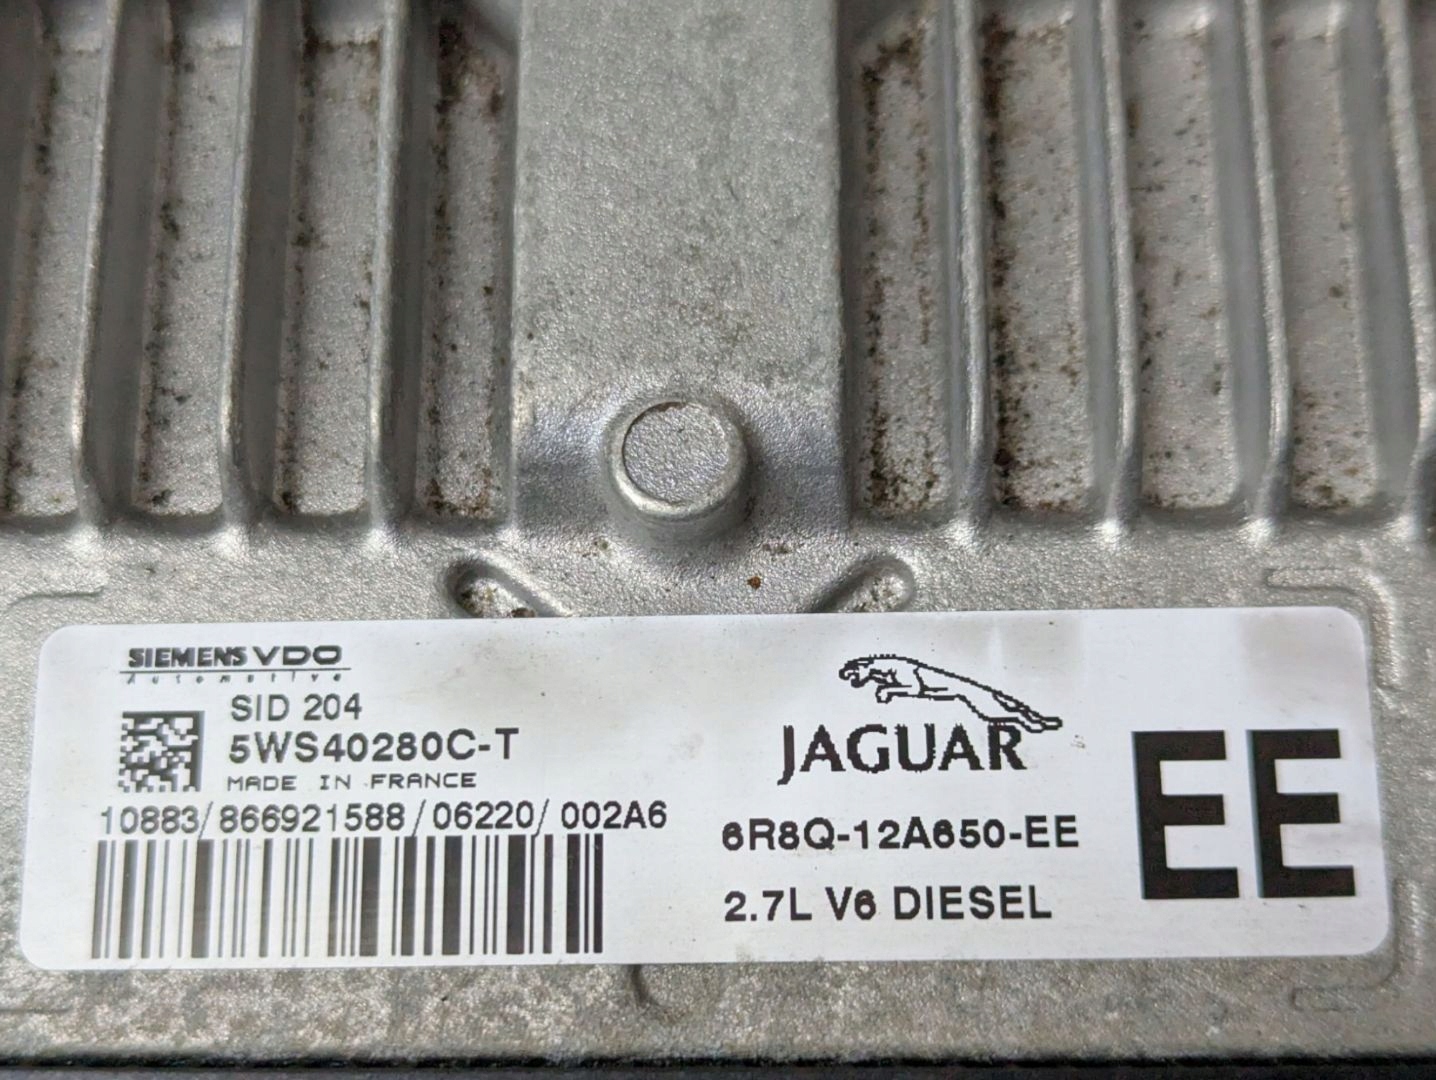 SIEMENS VDO
Automotive
SID 204
5WS40280C-T
MADE IN FRANCE
10883/866921588/06220/002A6
JAGUAR
6R8Q-12A650-EE
2.7L V6 DIESEL
EE